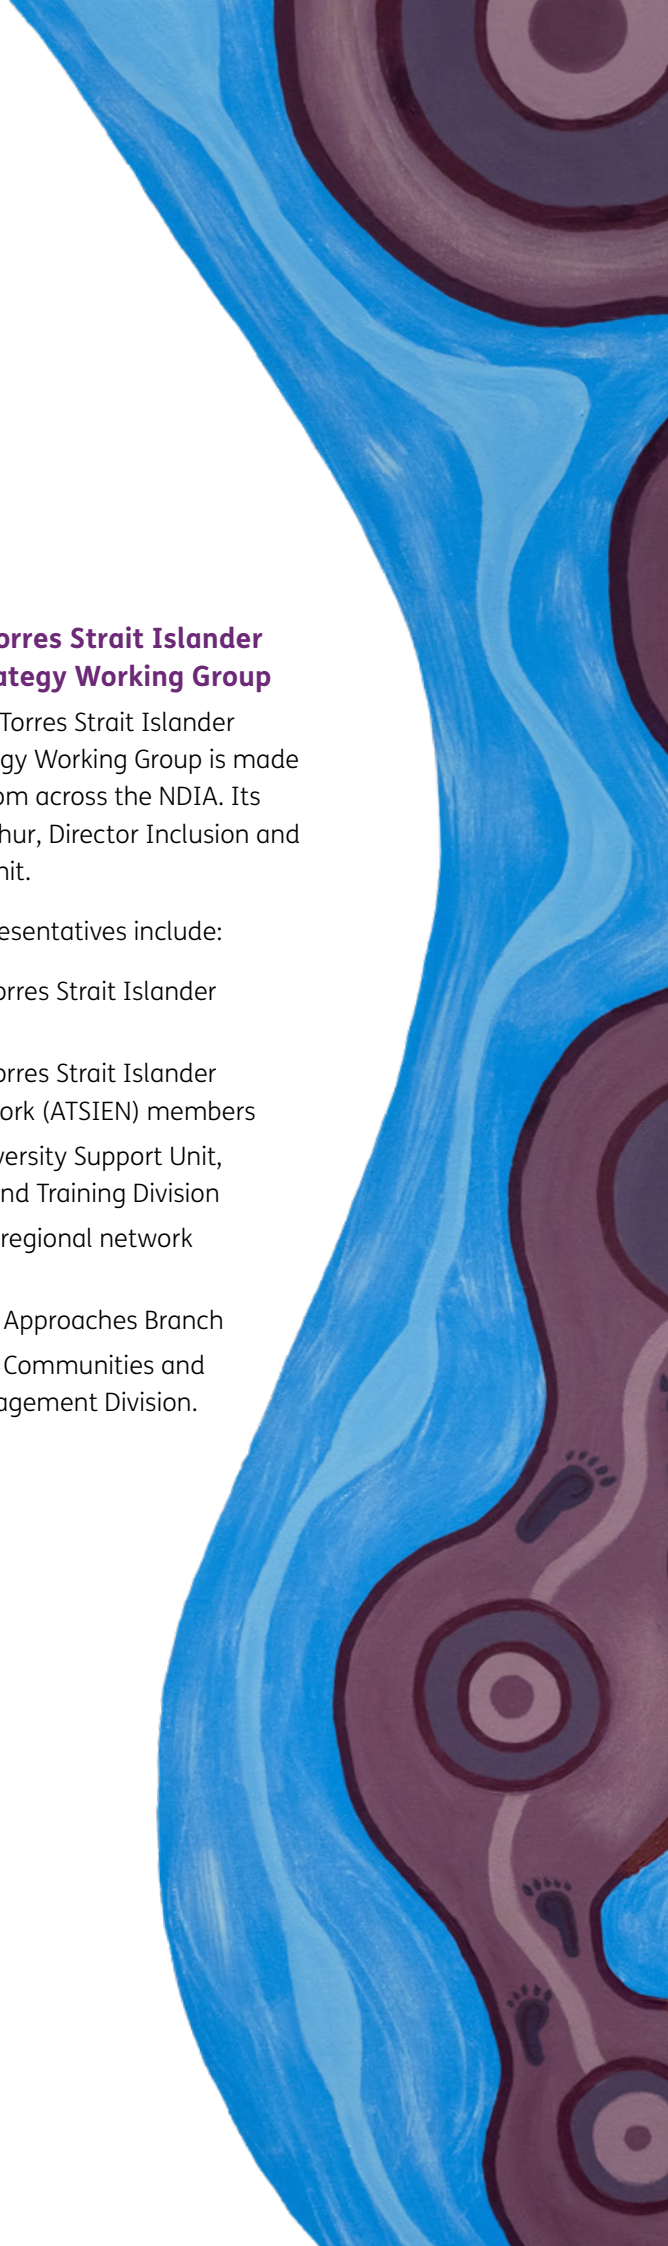 orres Strait Islander
ategy Working Group
Torres Strait Islander
gy Working Group is made
om across the NDIA. Its
hur, Director Inclusion and
nit.
esentatives include:
orres Strait Islander
orres Strait Islander
ork (ATSIEN) members
versity Support Unit,
nd Training Division
regional network
Approaches Branch
Communities and
agement Division.